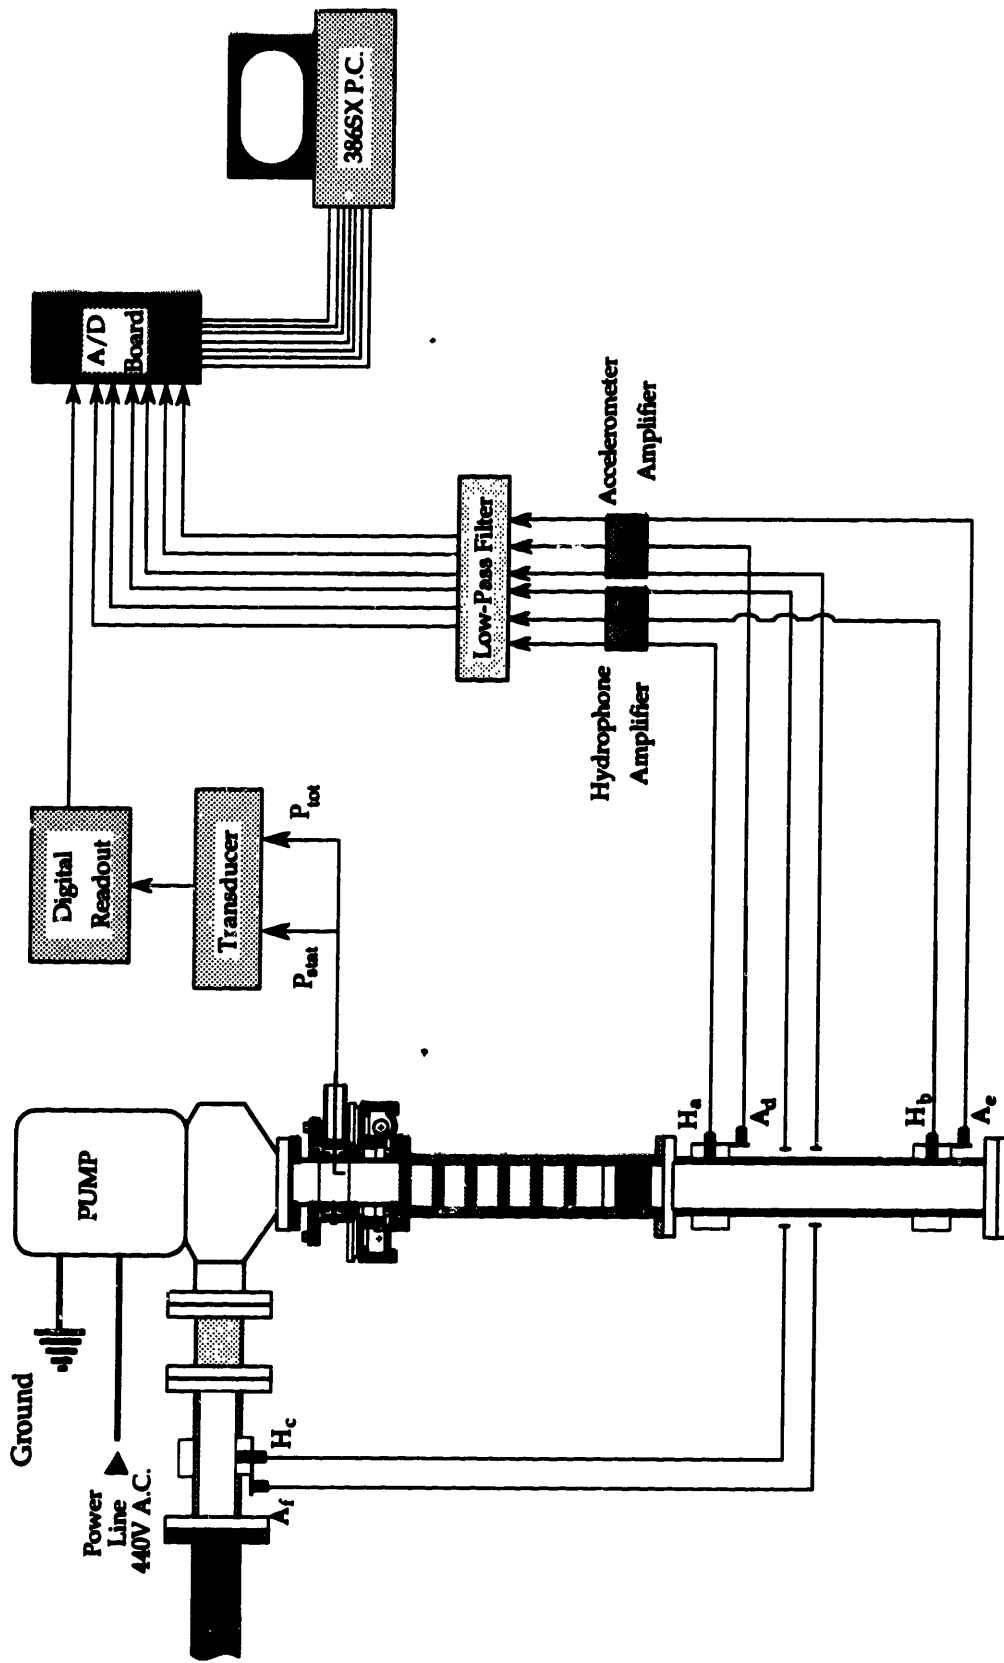 Ground
Power
Line
440V A.C.
PUMP
A_f
H_c
P_stat
P_tot
Transducer
Digital
Readout
A/D
Board
386SX P.C.
Low-Pass Filter
Hydrophone
Amplifier
Accelerometer
Amplifier
H_a
A_d
H_b
A_e